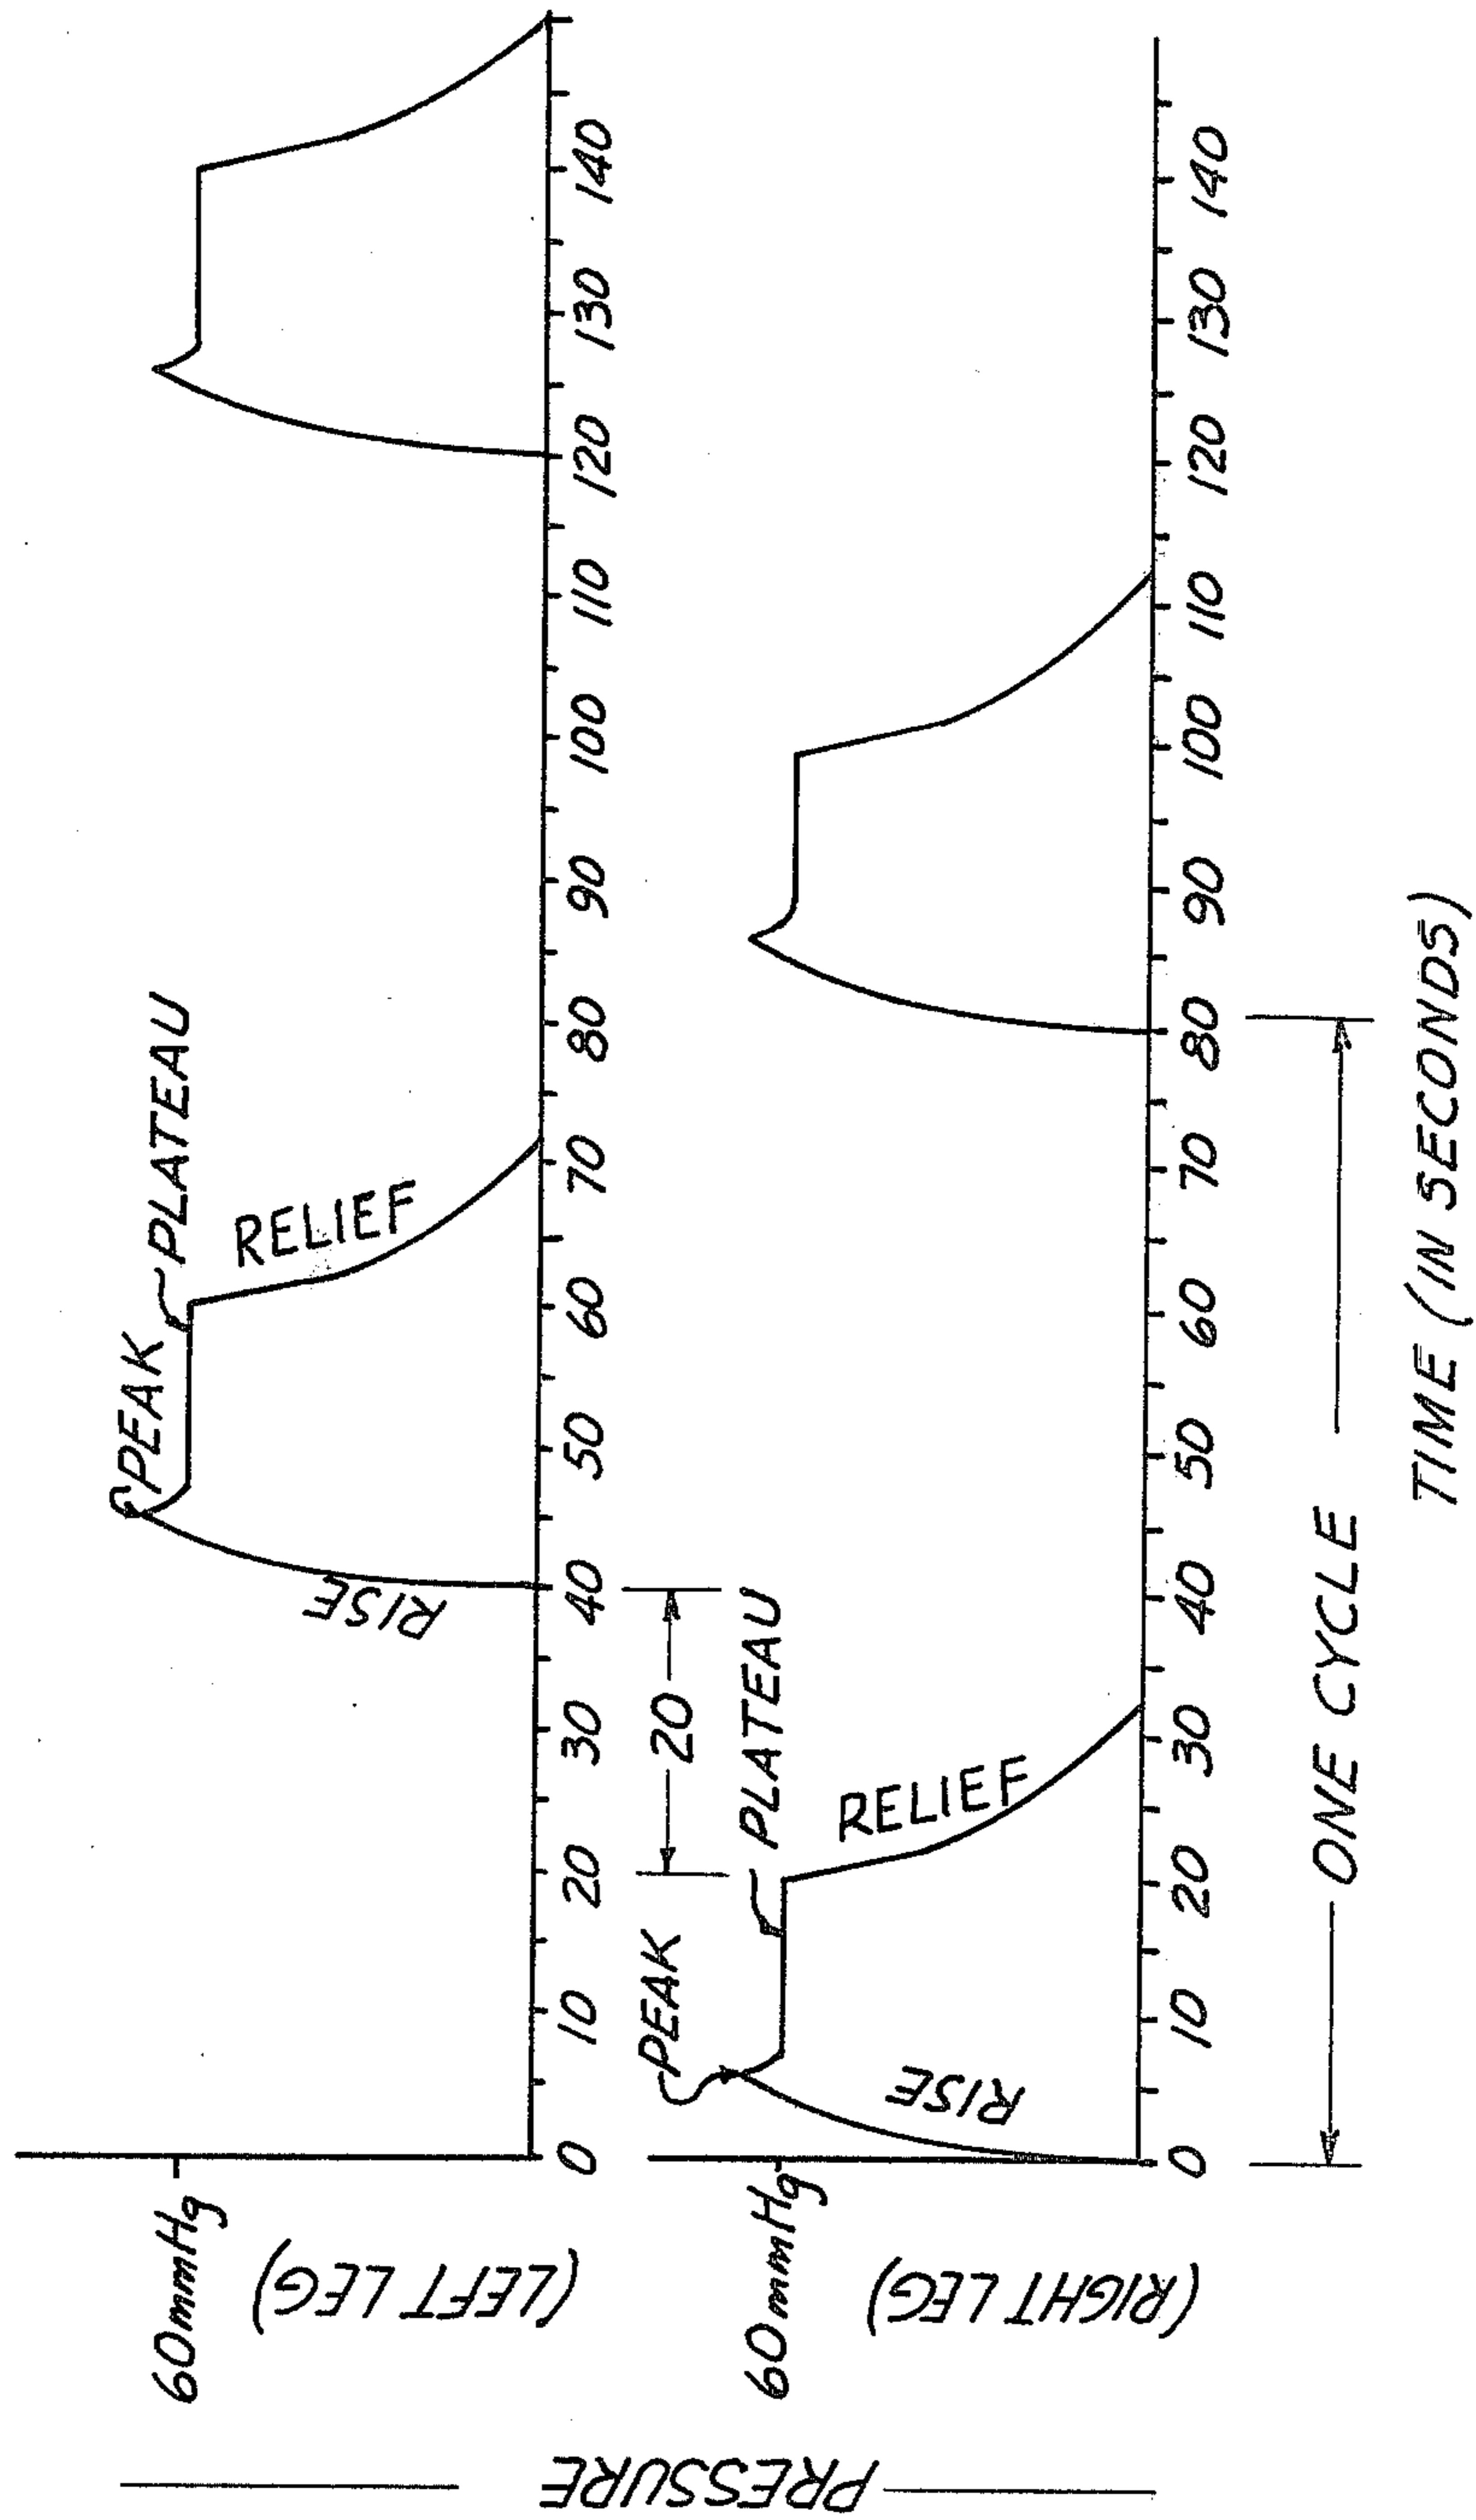 PRESSURE
(LEFT LEG)
60mmHg
RISE
PEAK
PLATEAU
RELIEF
0 10 20 30 40 50 60 70 80 90 100 110 120 130 140
20
(RIGHT LEG)
60mmHg
RISE
PEAK
PLATEAU
RELIEF
0 10 20 30 40 50 60 70 80 90 100 110 120 130 140
ONE CYCLE
TIME (IN SECONDS)